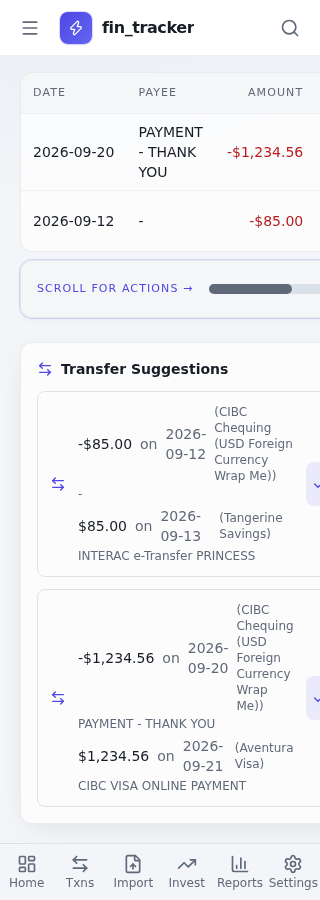 fin_tracker
DATE PAYEE AMOUNT
2026-09-20 PAYMENT - THANK YOU -$1,234.56
2026-09-12 - -$85.00
SCROLL FOR ACTIONS →
Transfer Suggestions
-$85.00 on 2026-09-12 (CIBC Chequing (USD Foreign Currency Wrap Me))
-
$85.00 on 2026-09-13 (Tangerine Savings)
INTERAC e-Transfer PRINCESS
-$1,234.56 on 2026-09-20 (CIBC Chequing (USD Foreign Currency Wrap Me))
PAYMENT - THANK YOU
$1,234.56 on 2026-09-21 (Aventura Visa)
CIBC VISA ONLINE PAYMENT
Home Txns Import Invest Reports Settings